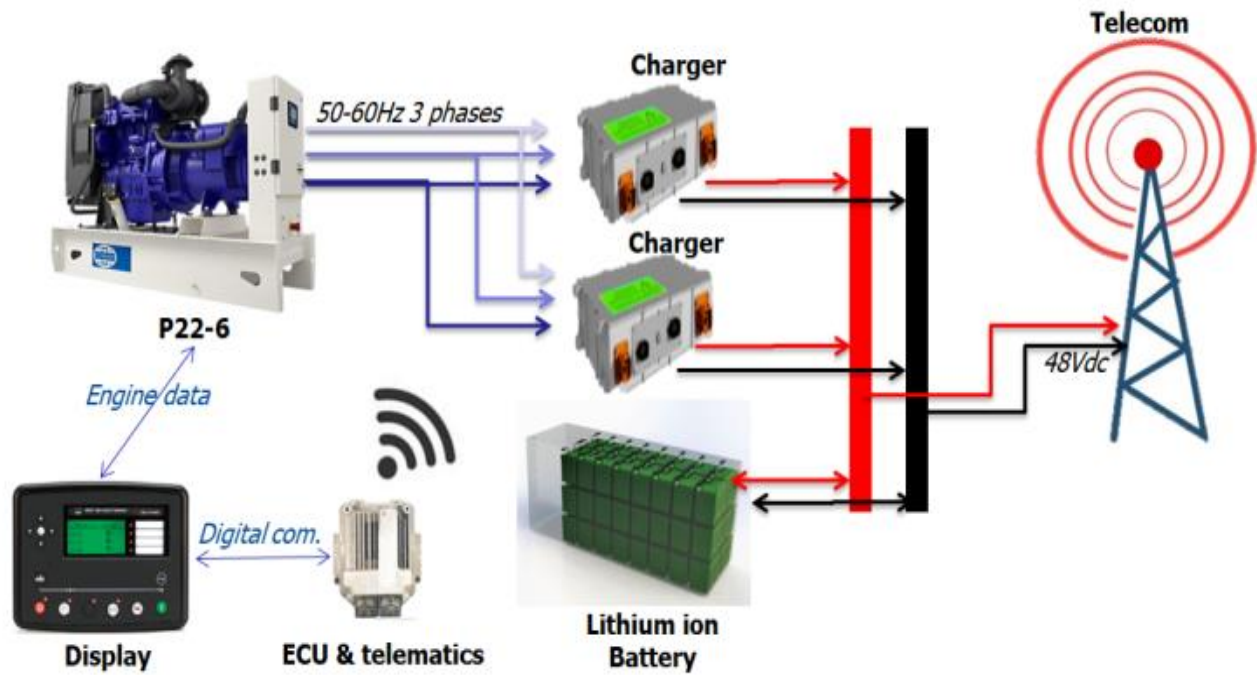 Telecom
Charger
50-60Hz 3 phases
Charger
P22-6
48Vdc
Engine data
Digital com.
Lithium ion
Battery
Display
ECU & telematics